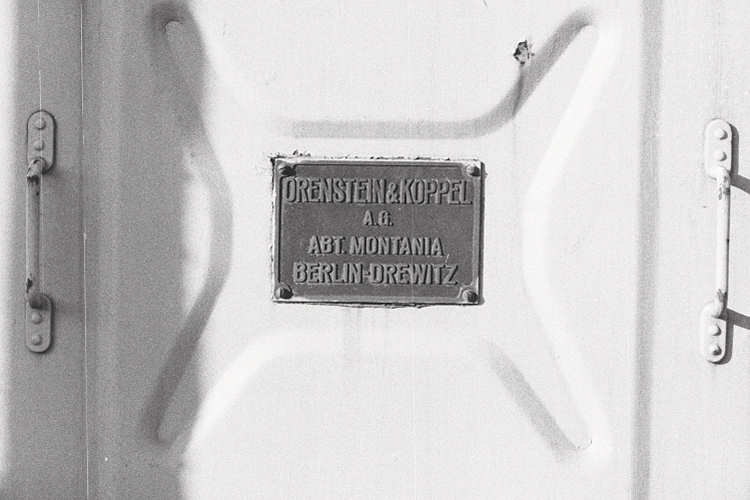 ORENSTEIN & KOPPEL
A.G.
ABT. MONTANIA
BERLIN-DREWITZ